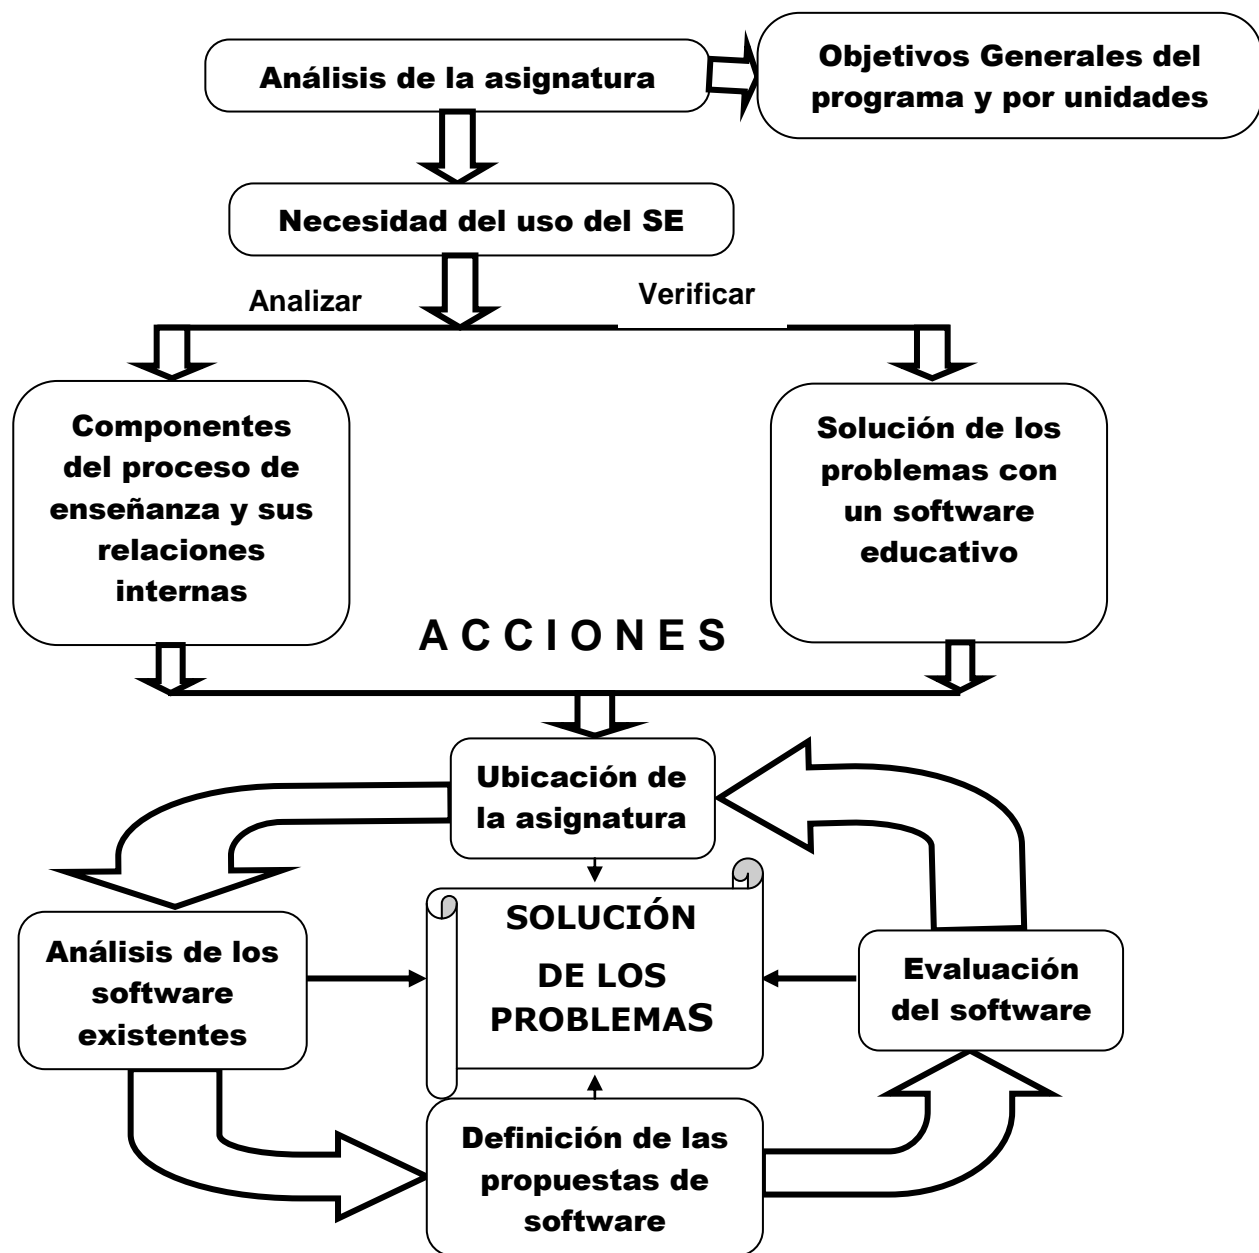 Análisis de la asignatura
Objetivos Generales del
programa y por unidades
Necesidad del uso del SE
Analizar
Verificar
Componentes
del proceso de
enseñanza y sus
relaciones
internas
Solución de los
problemas con
un software
educativo
A C C I O N E S
Ubicación de
la asignatura
SOLUCIÓN
DE LOS
PROBLEMAS
Análisis de los
software
existentes
Evaluación
del software
Definición de las
propuestas de
software